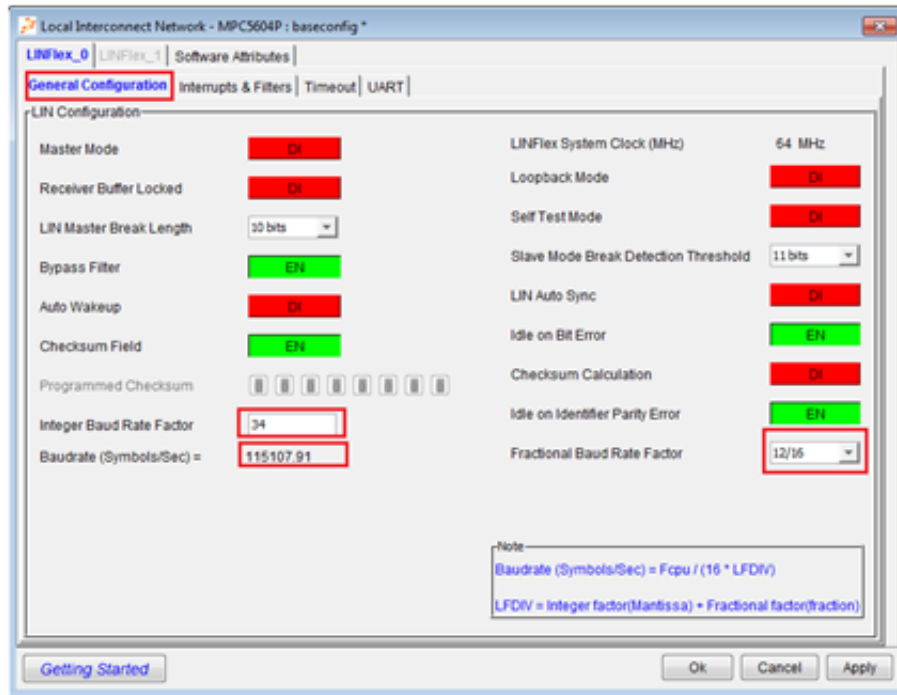 Local Interconnect Network - MPC5604P : baseconfig *
LINFlex_0 LINFlex_1 Software Attributes
General Configuration Interrupts & Filters Timeout UART
LIN Configuration
Master Mode DI
Receiver Buffer Locked DI
LIN Master Break Length 10 bits
Bypass Filter EN
Auto Wakeup DI
Checksum Field EN
Programmed Checksum
Integer Baud Rate Factor 34
Baudrate (Symbols/Sec) = 115107.91
LINFlex System Clock (MHz) 64 MHz
Loopback Mode DI
Self Test Mode DI
Slave Mode Break Detection Threshold 11 bits
LIN Auto Sync DI
Idle on Bit Error EN
Checksum Calculation DI
Idle on Identifier Parity Error EN
Fractional Baud Rate Factor 12/16
Note
Baudrate (Symbols/Sec) = Fcpu / (16 * LFDIV)
LFDIV = Integer factor(Mantissa) + Fractional factor(fraction)
Getting Started Ok Cancel Apply